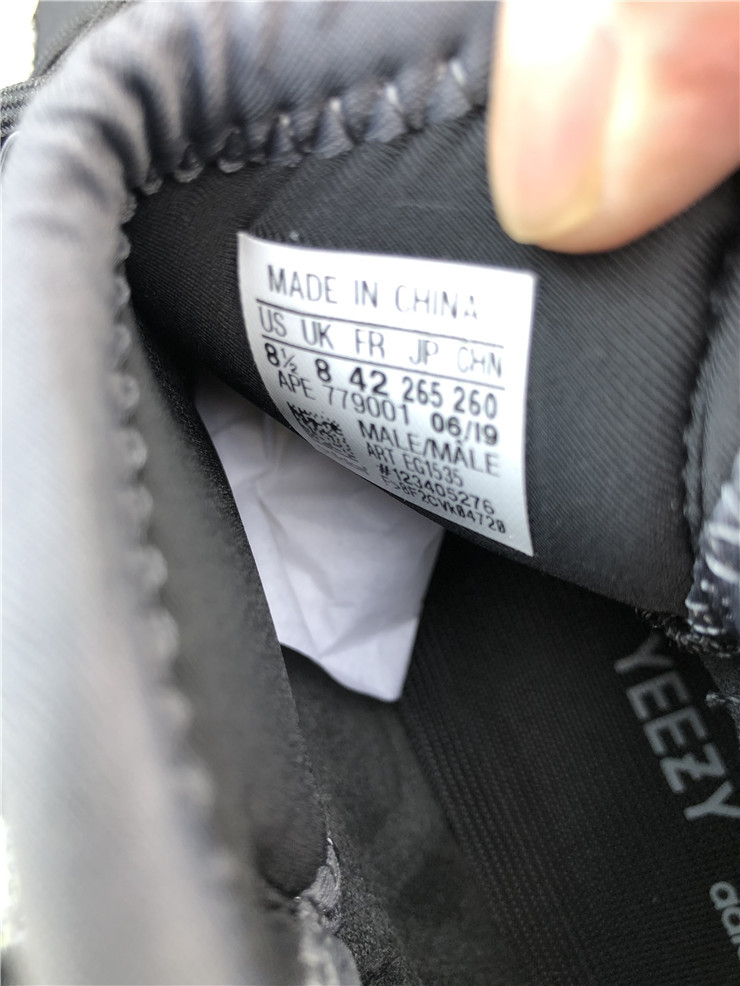 MADE IN CHINA
US UK FR JP CHN
8½ 8 42 265 260
APE 779001 06/19
MALE/MÂLE
ART EG1535
#123405276
YEEZY